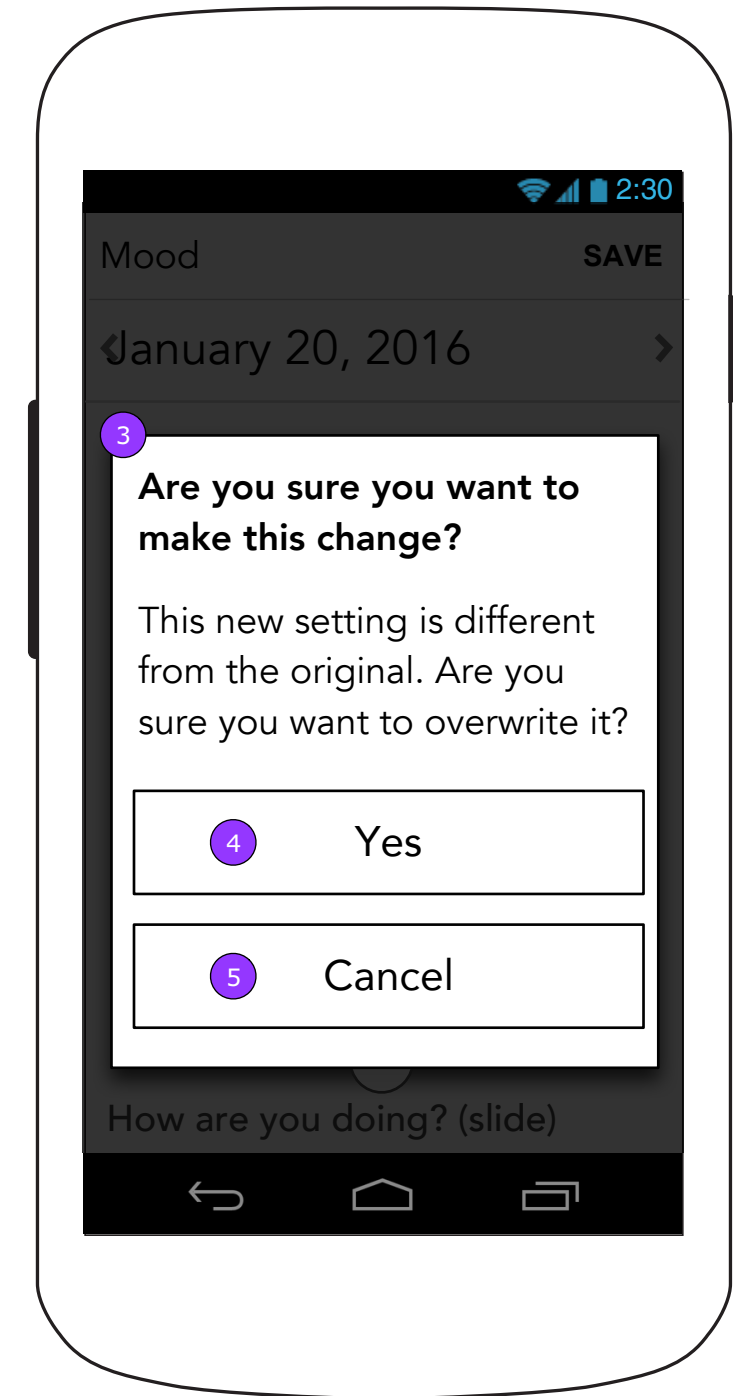 2:30
Mood SAVE
January 20, 2016
3
Are you sure you want to
make this change?
This new setting is different
from the original. Are you
sure you want to overwrite it?
4 Yes
5 Cancel
How are you doing? (slide)